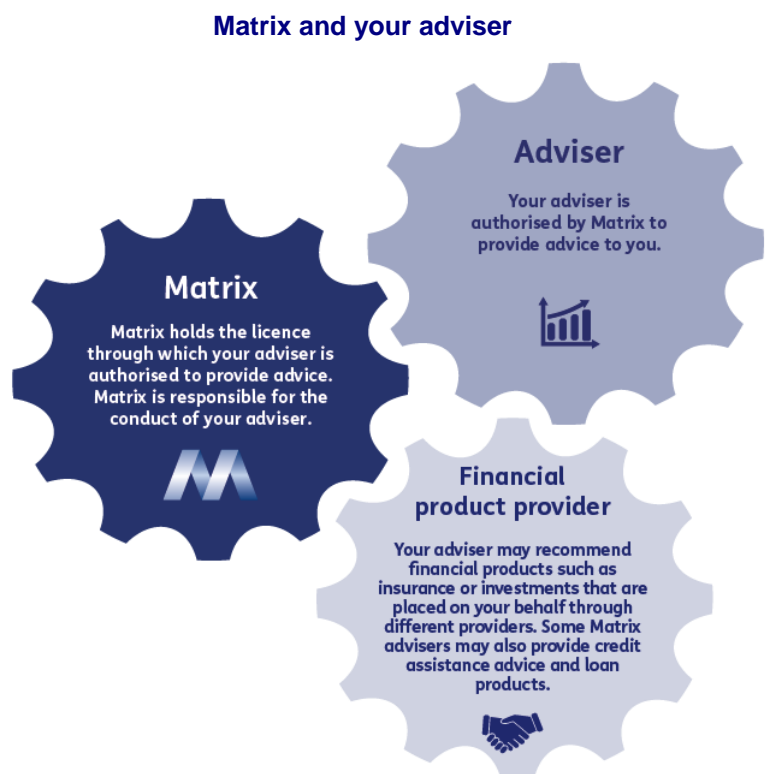 Matrix and your adviser
Adviser
Your adviser is
authorised by Matrix to
provide advice to you.
Matrix
Matrix holds the licence
through which your adviser is
authorised to provide advice.
Matrix is responsible for the
conduct of your adviser.
Financial
product provider
Your adviser may recommend
financial products such as
insurance or investments that are
placed on your behalf through
different providers. Some Matrix
advisers may also provide credit
assistance advice and loan
products.